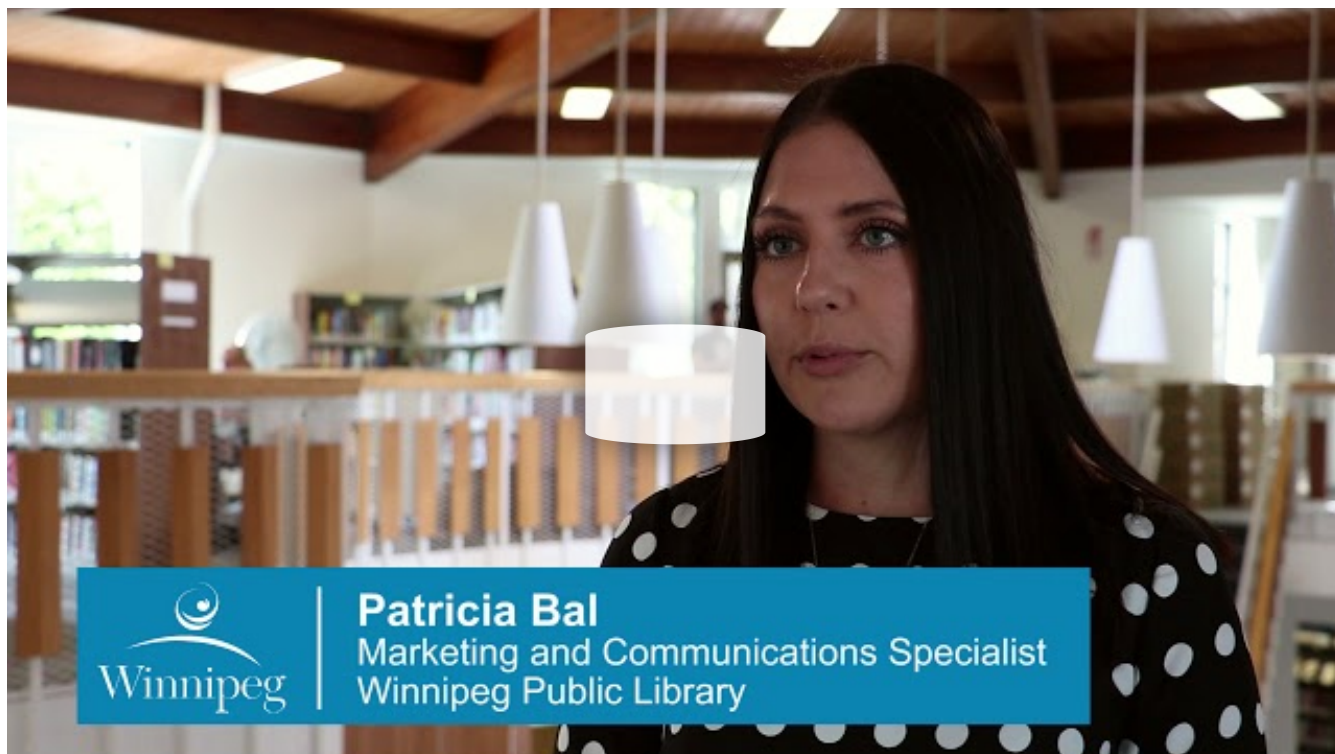 Winnipeg
Patricia Bal
Marketing and Communications Specialist
Winnipeg Public Library